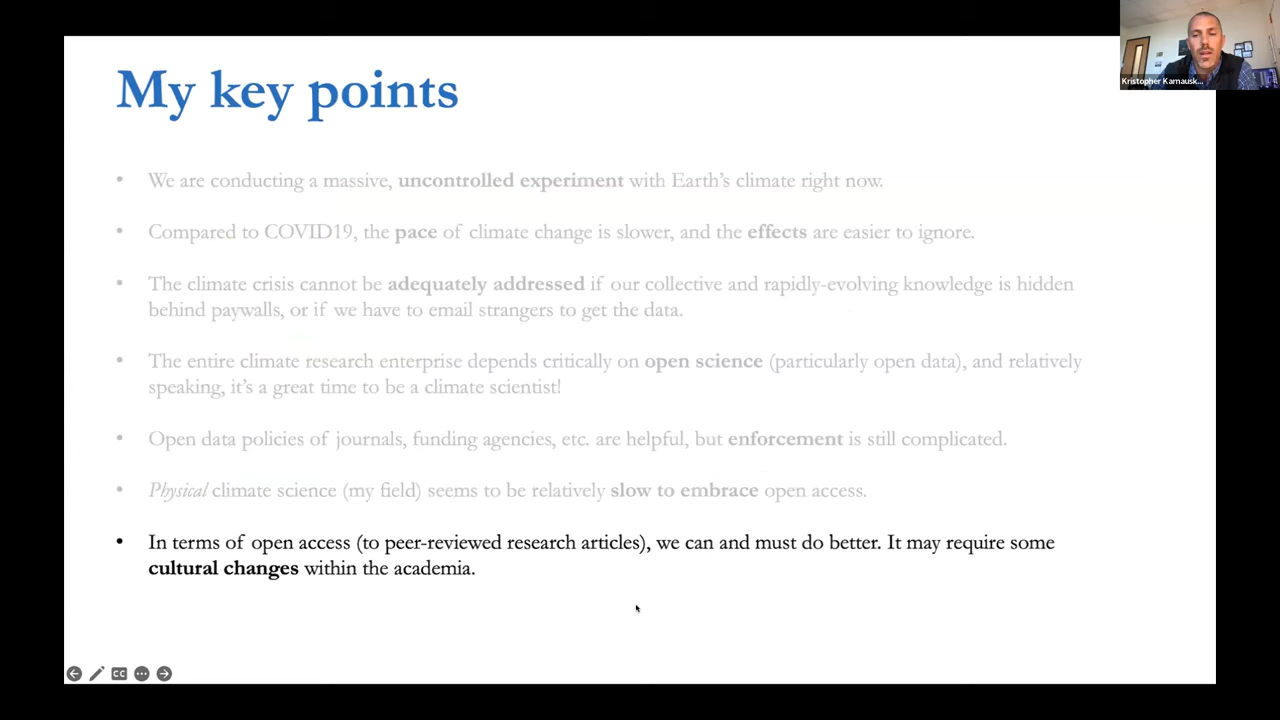 My key points
Kristopher Karnausk...
• We are conducting a massive, uncontrolled experiment with Earth's climate right now.
• Compared to COVID19, the pace of climate change is slower, and the effects are easier to ignore.
• The climate crisis cannot be adequately addressed if our collective and rapidly-evolving knowledge is hidden
behind paywalls, or if we have to email strangers to get the data.
• The entire climate research enterprise depends critically on open science (particularly open data), and relatively
speaking, it's a great time to be a climate scientist!
• Open data policies of journals, funding agencies, etc. are helpful, but enforcement is still complicated.
• Physical climate science (my field) seems to be relatively slow to embrace open access.
• In terms of open access (to peer-reviewed research articles), we can and must do better. It may require some
cultural changes within the academia.
CC